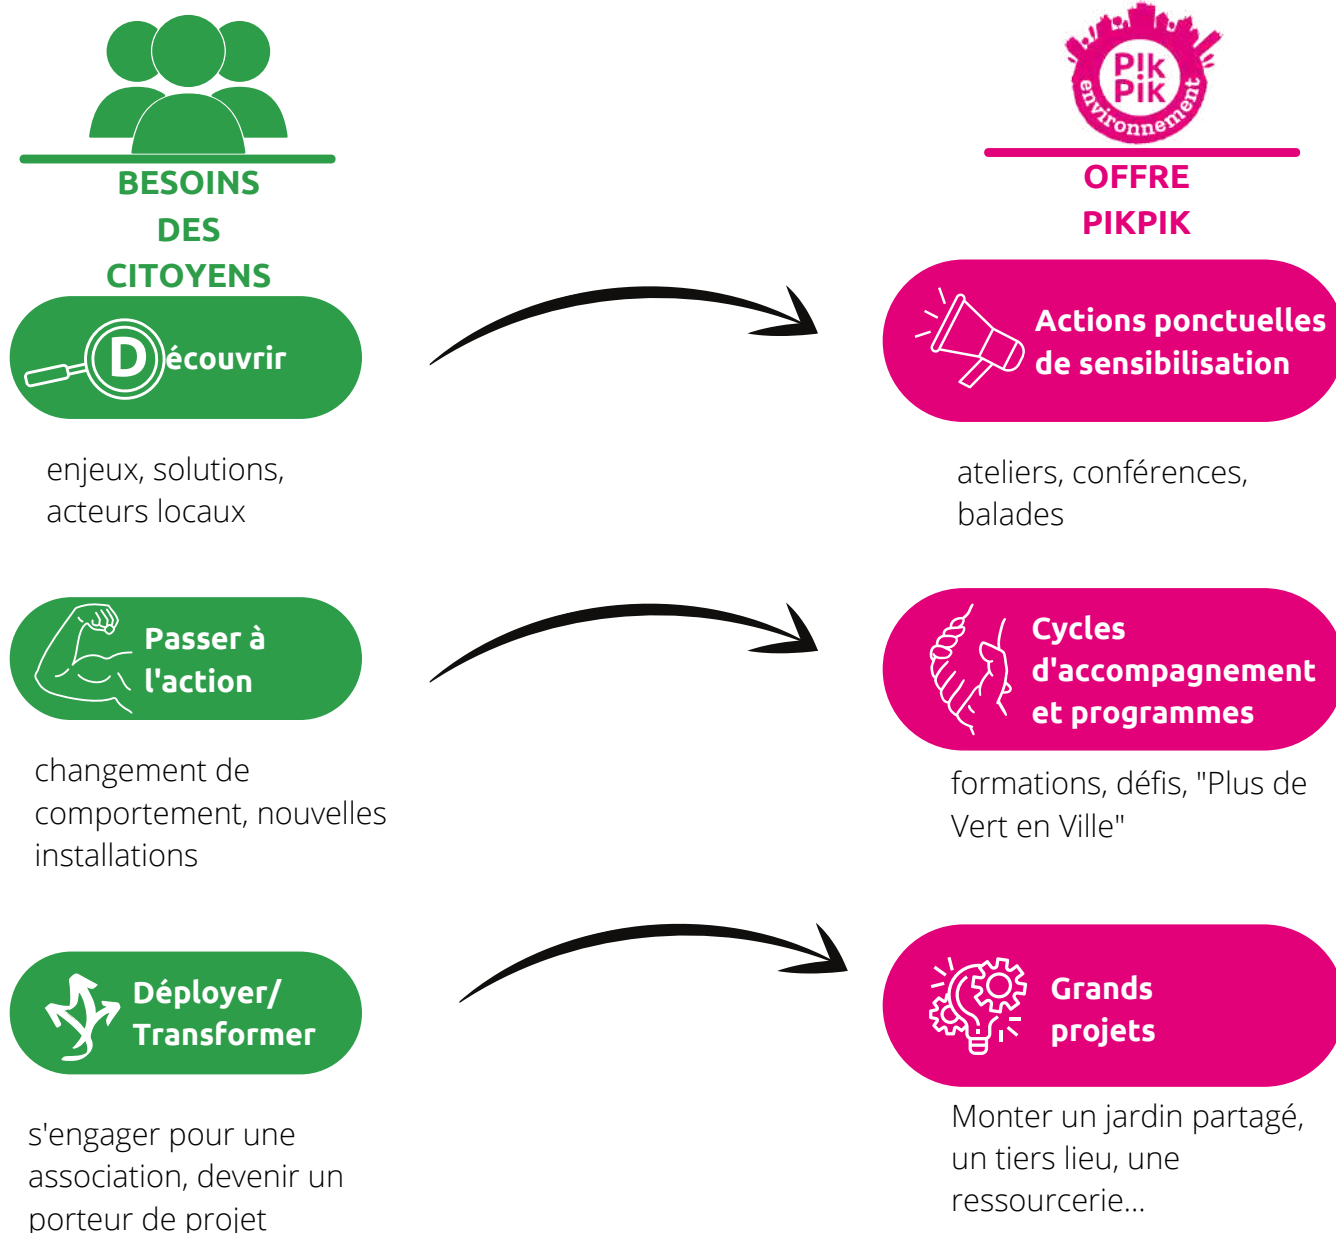 PIK
PIK
environnement
BESOINS
DES
CITOYENS
OFFRE
PIKPIK
Découvrir
Actions ponctuelles
de sensibilisation
enjeux, solutions,
acteurs locaux
ateliers, conférences,
balades
Passer à
l'action
Cycles
d'accompagnement
et programmes
changement de
comportement, nouvelles
installations
formations, défis, "Plus de
Vert en Ville"
Déployer/
Transformer
Grands
projets
s'engager pour une
association, devenir un
porteur de projet
Monter un jardin partagé,
un tiers lieu, une
ressourcerie...